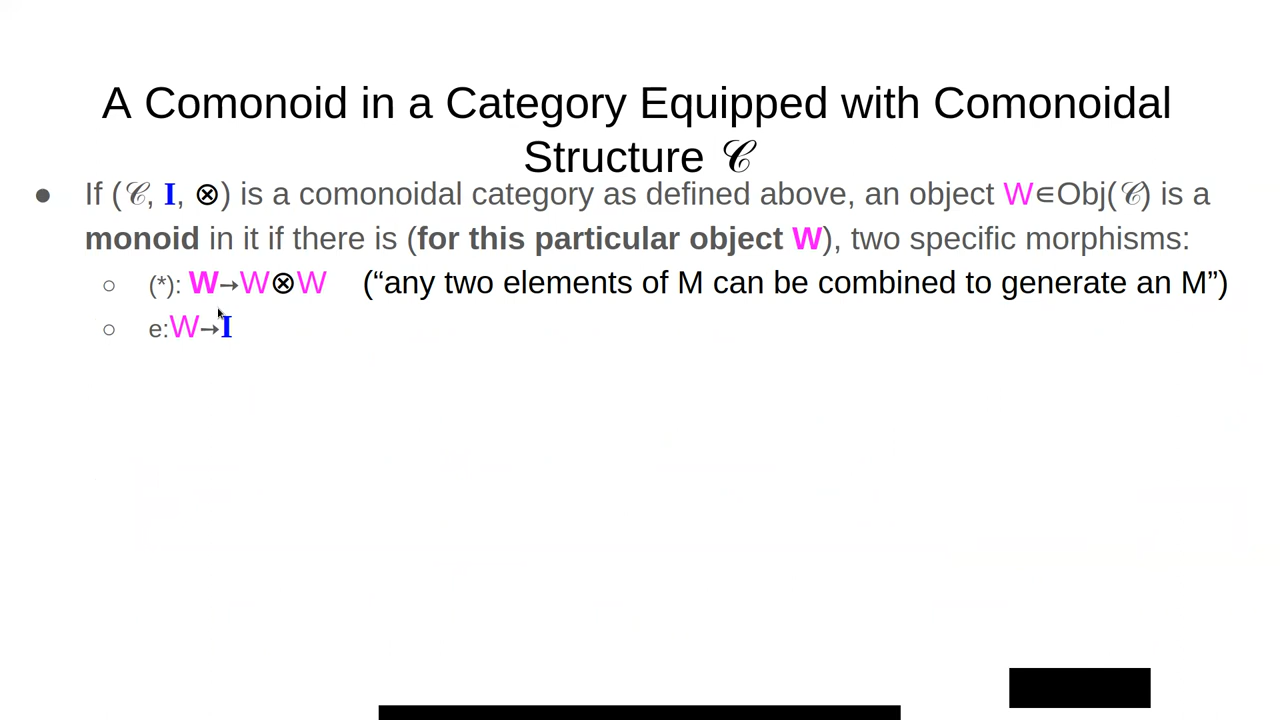 A Comonoid in a Category Equipped with Comonoidal
Structure 𝒞
● If (𝒞, I, ⊗) is a comonoidal category as defined above, an object W∈Obj(𝒞) is a
monoid in it if there is (for this particular object W), two specific morphisms:
○ (*): W→W⊗W (“any two elements of M can be combined to generate an M”)
○ e:W→I